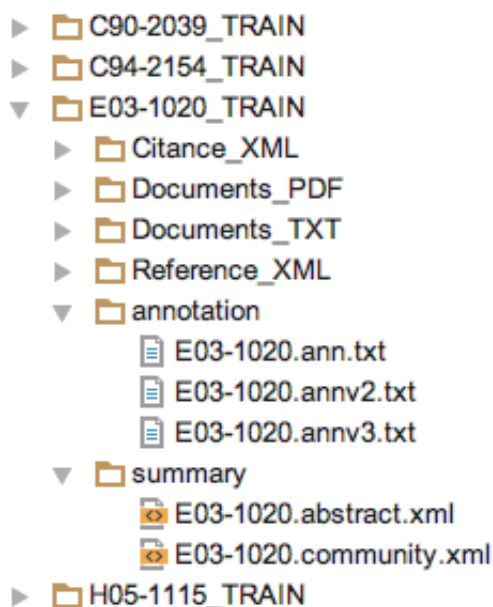 C90-2039_TRAIN
C94-2154_TRAIN
E03-1020_TRAIN
Citance_XML
Documents_PDF
Documents_TXT
Reference_XML
annotation
E03-1020.ann.txt
E03-1020.annv2.txt
E03-1020.annv3.txt
summary
E03-1020.abstract.xml
E03-1020.community.xml
H05-1115_TRAIN